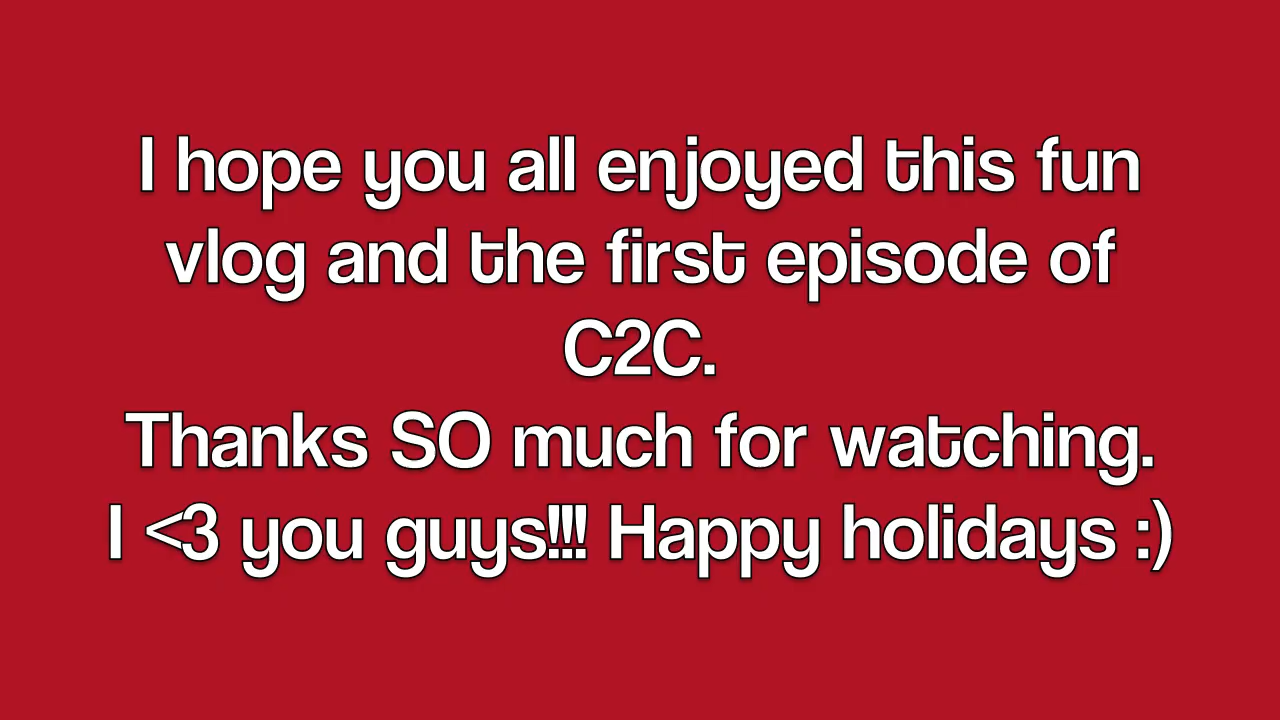 I hope you all enjoyed this fun
vlog and the first episode of
C2C.
Thanks SO much for watching.
I <3 you guys!!! Happy holidays :)